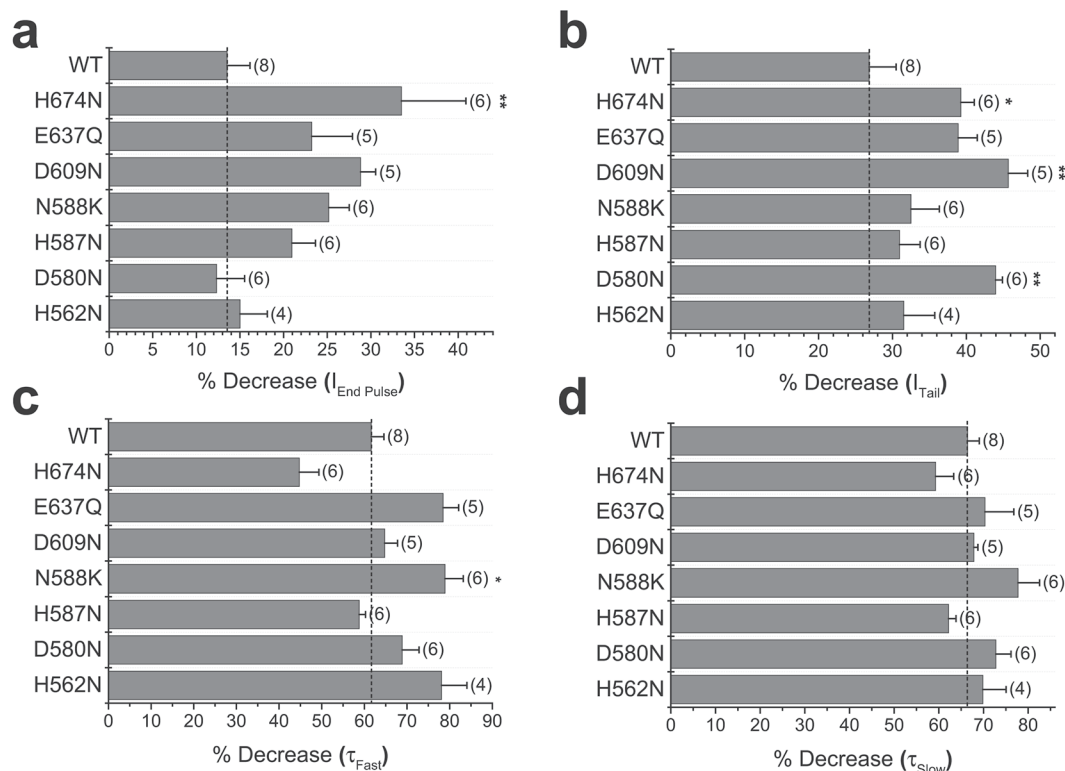 a
WT (8)
H674N (6) **
E637Q (5)
D609N (5)
N588K (6)
H587N (6)
D580N (6)
H562N (4)
0 5 10 15 20 25 30 35 40
% Decrease (I End Pulse)
b
WT (8)
H674N (6) *
E637Q (5)
D609N (5) **
N588K (6)
H587N (6)
D580N (6) **
H562N (4)
0 10 20 30 40 50
% Decrease (I Tail)
c
WT (8)
H674N (6)
E637Q (5)
D609N (5)
N588K (6) *
H587N (6)
D580N (6)
H562N (4)
0 10 20 30 40 50 60 70 80 90
% Decrease (τ Fast)
d
WT (8)
H674N (6)
E637Q (5)
D609N (5)
N588K (6)
H587N (6)
D580N (6)
H562N (4)
0 10 20 30 40 50 60 70 80
% Decrease (τ Slow)